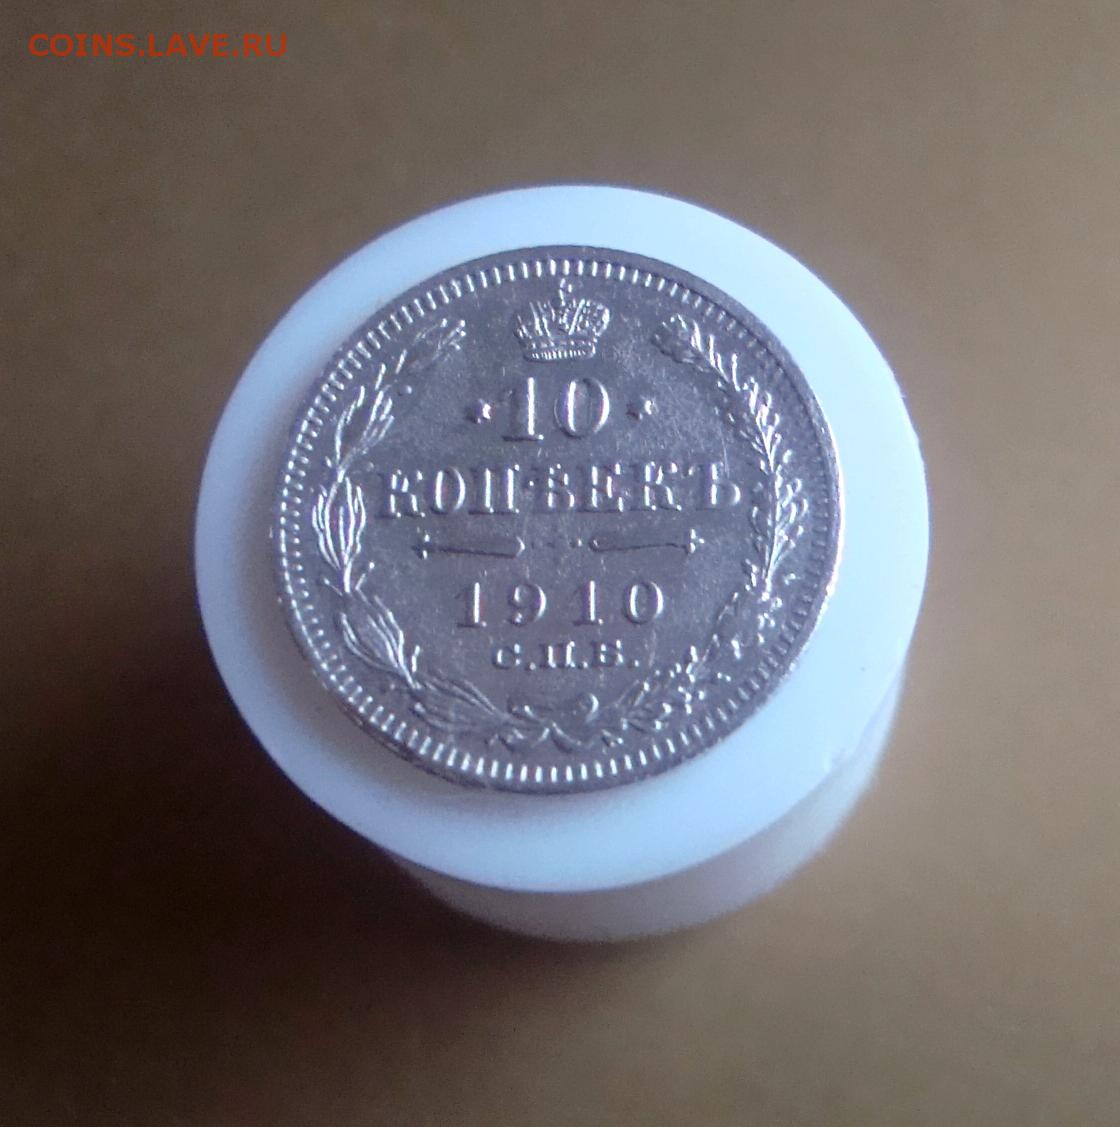 COINS.LAVE.RU
· 10 ·
КОПѢЕКЪ
1910
С.П.Б.